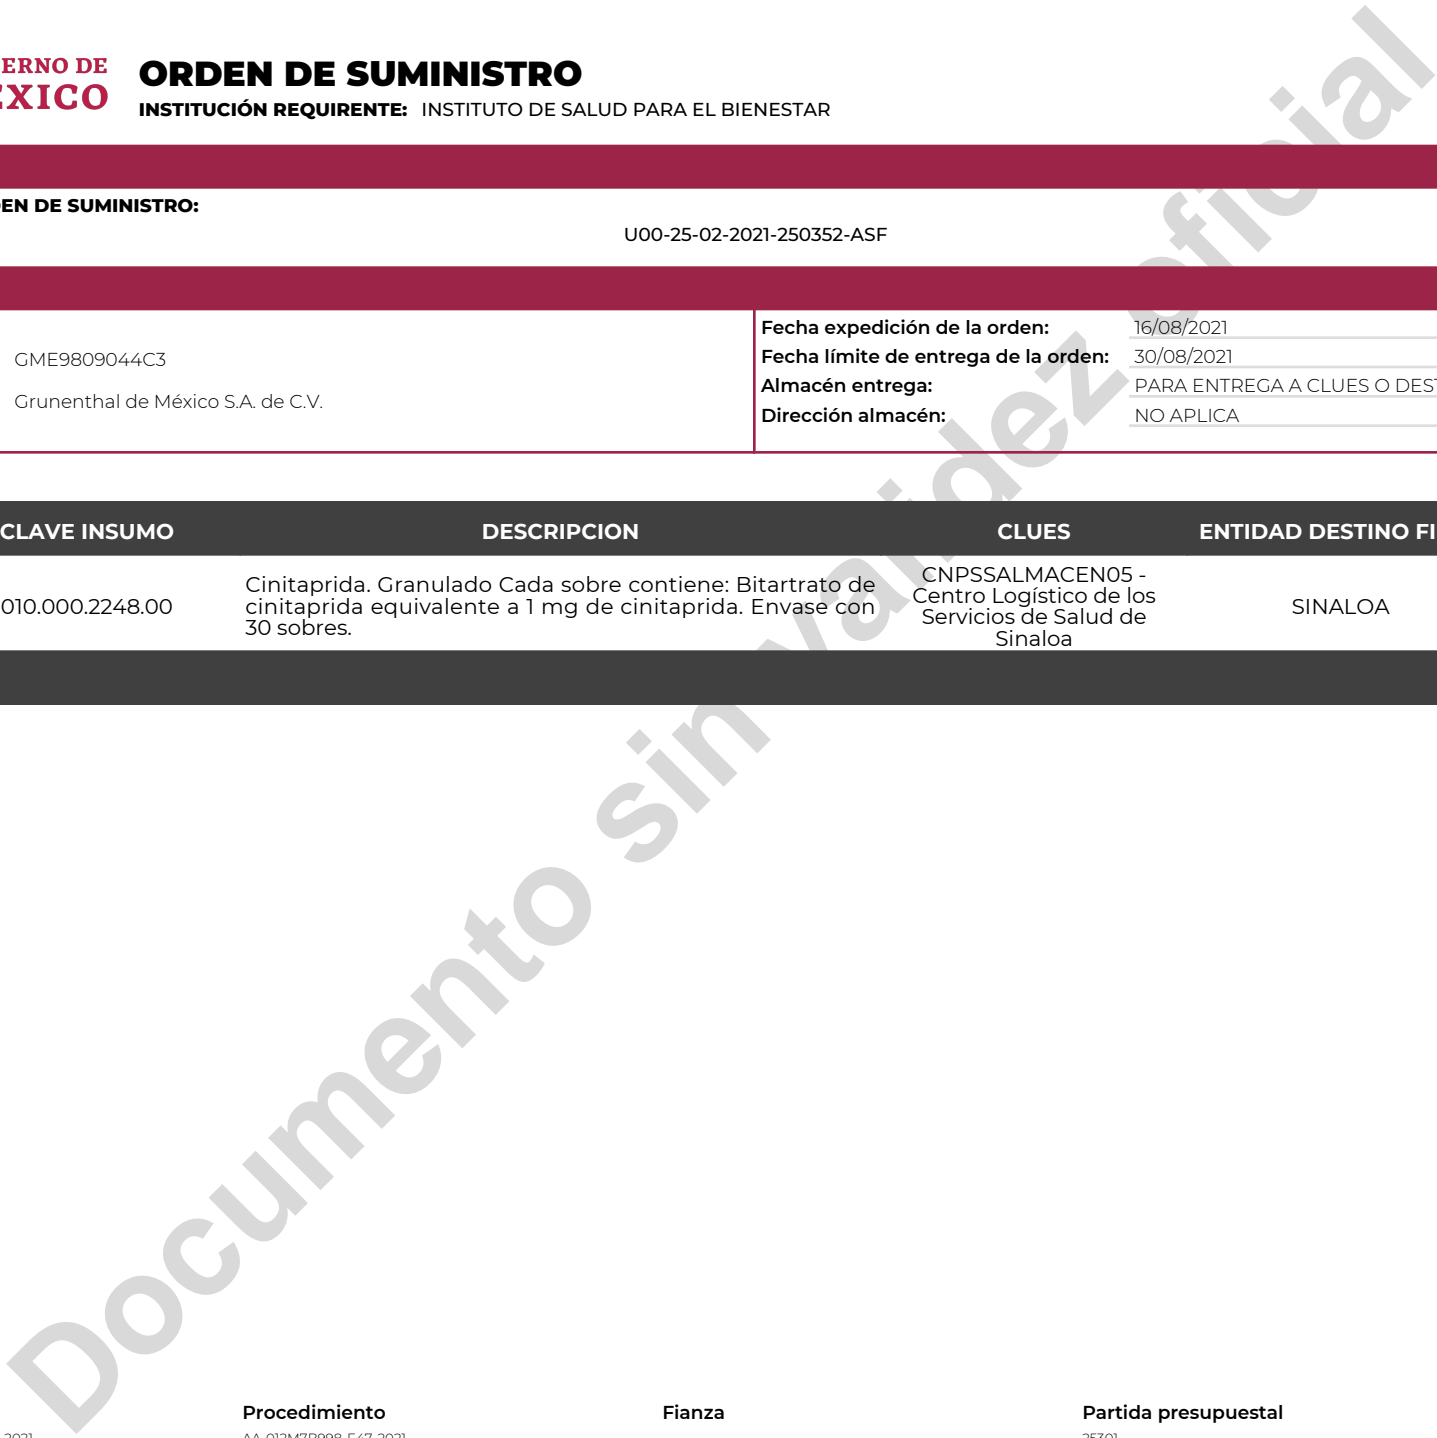 ERNO DE
EXICO
ORDEN DE SUMINISTRO
INSTITUCIÓN REQUIRENTE: INSTITUTO DE SALUD PARA EL BIENESTAR
EN DE SUMINISTRO:
U00-25-02-2021-250352-ASF
GME9809044C3
Grunenthal de México S.A. de C.V.
Fecha expedición de la orden: 16/08/2021
Fecha límite de entrega de la orden: 30/08/2021
Almacén entrega: PARA ENTREGA A CLUES O DEST
Dirección almacén: NO APLICA
CLAVE INSUMO DESCRIPCION CLUES ENTIDAD DESTINO FI
010.000.2248.00
Cinitaprida. Granulado Cada sobre contiene: Bitartrato de
cinitaprida equivalente a 1 mg de cinitaprida. Envase con
30 sobres.
CNPSSALMACEN05 -
Centro Logístico de los
Servicios de Salud de
Sinaloa
SINALOA
Documento sin validez oficial
Procedimiento Fianza Partida presupuestal